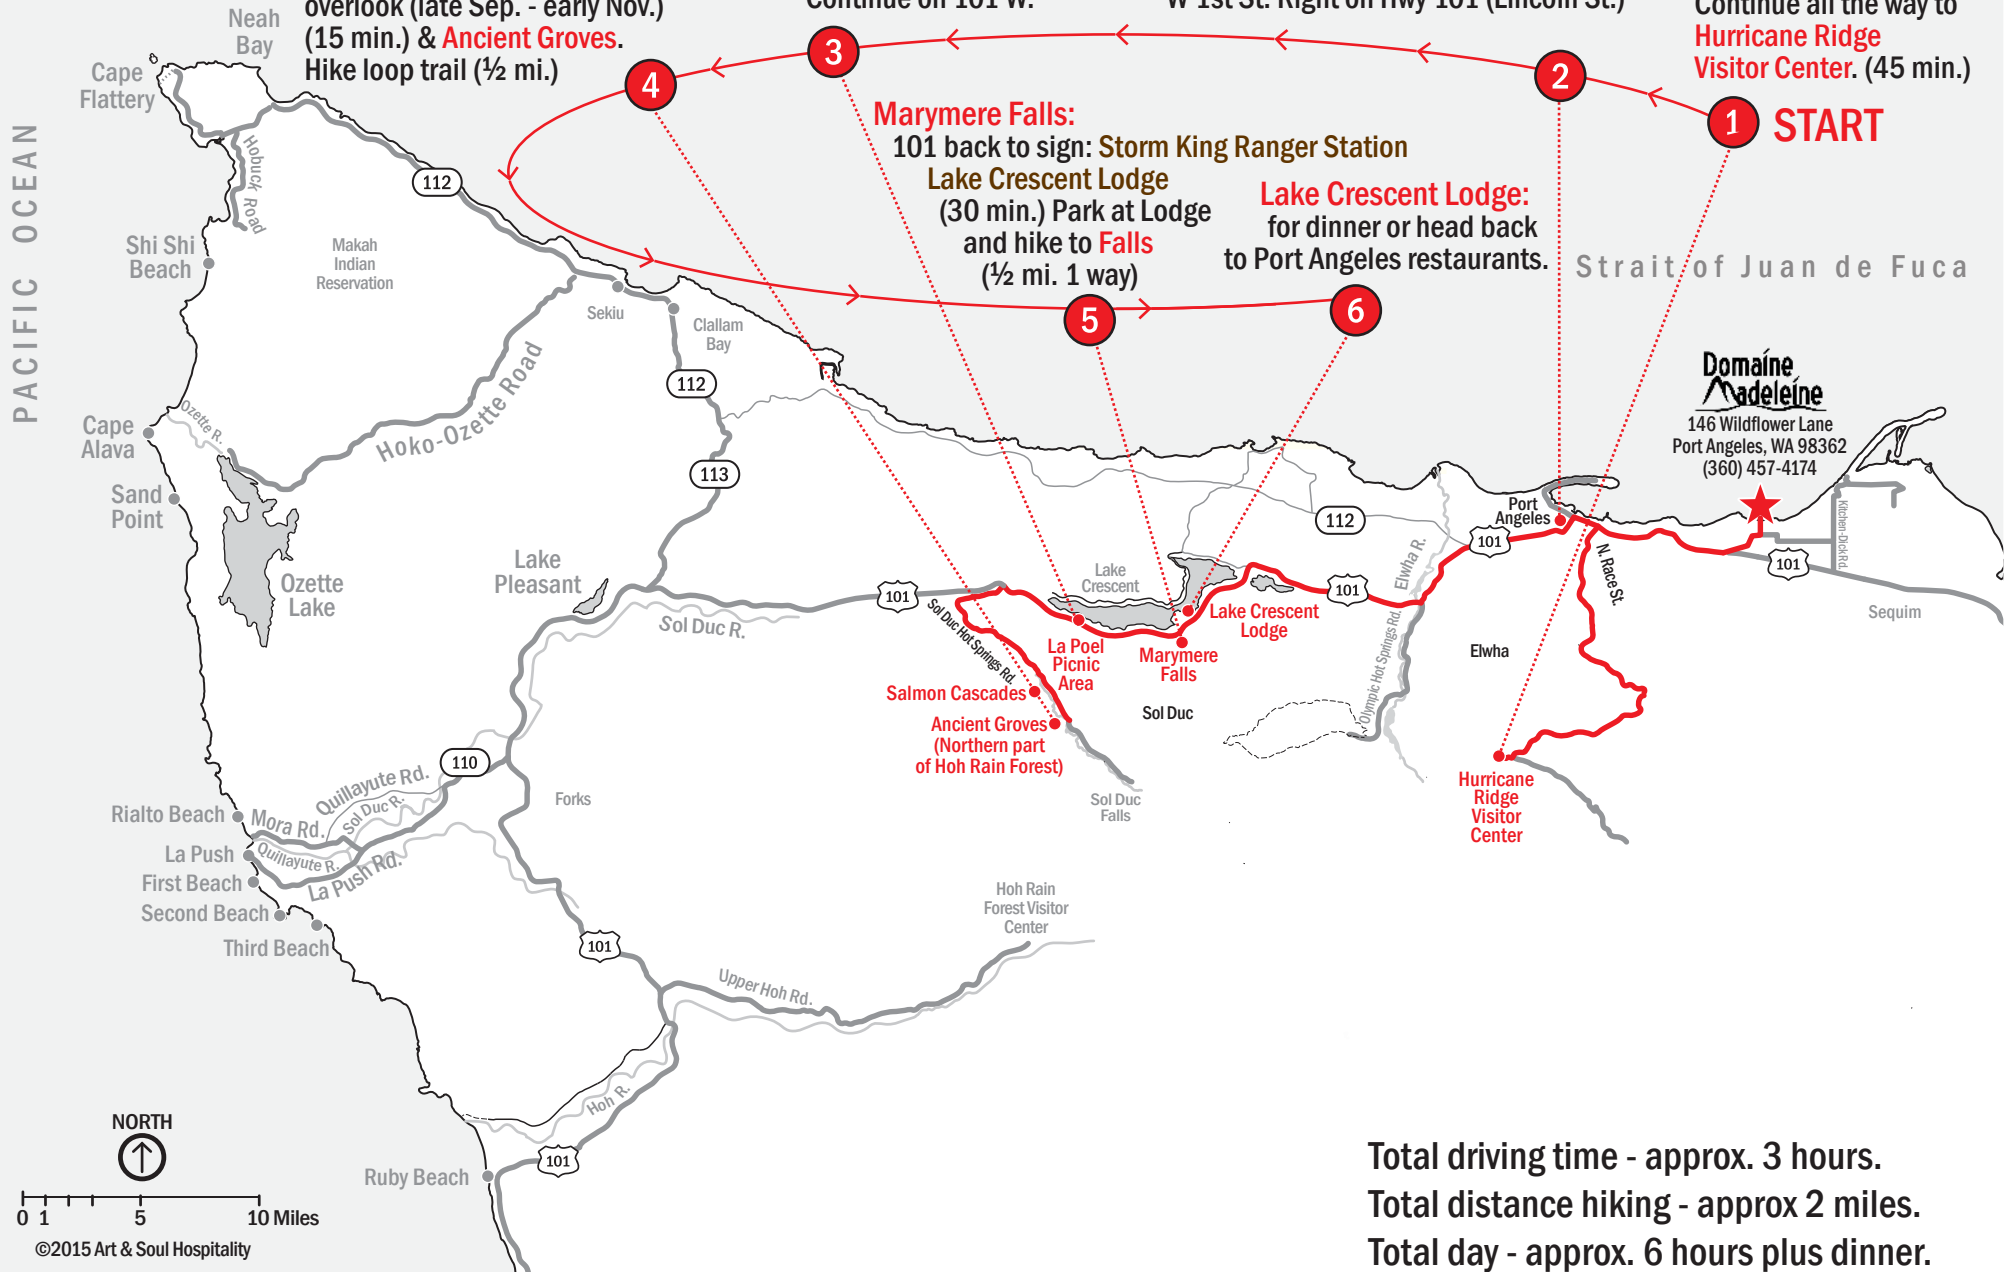 overlook (late Sep. - early Nov.)
(15 min.) & Ancient Groves.
Hike loop trail (½ mi.)
Continue on 101 W.
W 1st St. Right on Hwy 101 (Lincoln St.)
Continue all the way to
Hurricane Ridge
Visitor Center. (45 min.)
1
START
2
3
4
Marymere Falls:
101 back to sign: Storm King Ranger Station
Lake Crescent Lodge
(30 min.) Park at Lodge
and hike to Falls
(½ mi. 1 way)
5
Lake Crescent Lodge:
for dinner or head back
to Port Angeles restaurants.
6
Strait of Juan de Fuca
PACIFIC OCEAN
Neah
Bay
Cape
Flattery
Hobuck Road
112
Shi Shi
Beach
Makah
Indian
Reservation
Sekiu
Clallam
Bay
112
Hoko-Ozette Road
113
Ozette R.
Cape
Alava
Sand
Point
Ozette
Lake
Lake
Pleasant
Sol Duc R.
101
Sol Duc Hot Springs Rd.
Lake
Crescent
La Poel
Picnic
Area
Marymere
Falls
Lake Crescent
Lodge
Salmon Cascades
Ancient Groves
(Northern part
of Hoh Rain Forest)
Sol Duc
Sol Duc
Falls
101
112
Elwha R.
Olympic Hot Springs Rd.
101
Port
Angeles
N. Race St.
Elwha
Hurricane
Ridge
Visitor
Center
Domaine
Madeleine
146 Wildflower Lane
Port Angeles, WA 98362
(360) 457-4174
Kitchen-Dick Rd.
101
Sequim
110
Quillayute Rd.
Sol Duc R.
Forks
Rialto Beach
Mora Rd.
Quillayute R.
La Push
La Push Rd.
First Beach
Second Beach
Third Beach
101
Upper Hoh Rd.
Hoh Rain
Forest Visitor
Center
Hoh R.
101
Ruby Beach
NORTH
0 1 5 10 Miles
©2015 Art & Soul Hospitality
Total driving time - approx. 3 hours.
Total distance hiking - approx 2 miles.
Total day - approx. 6 hours plus dinner.